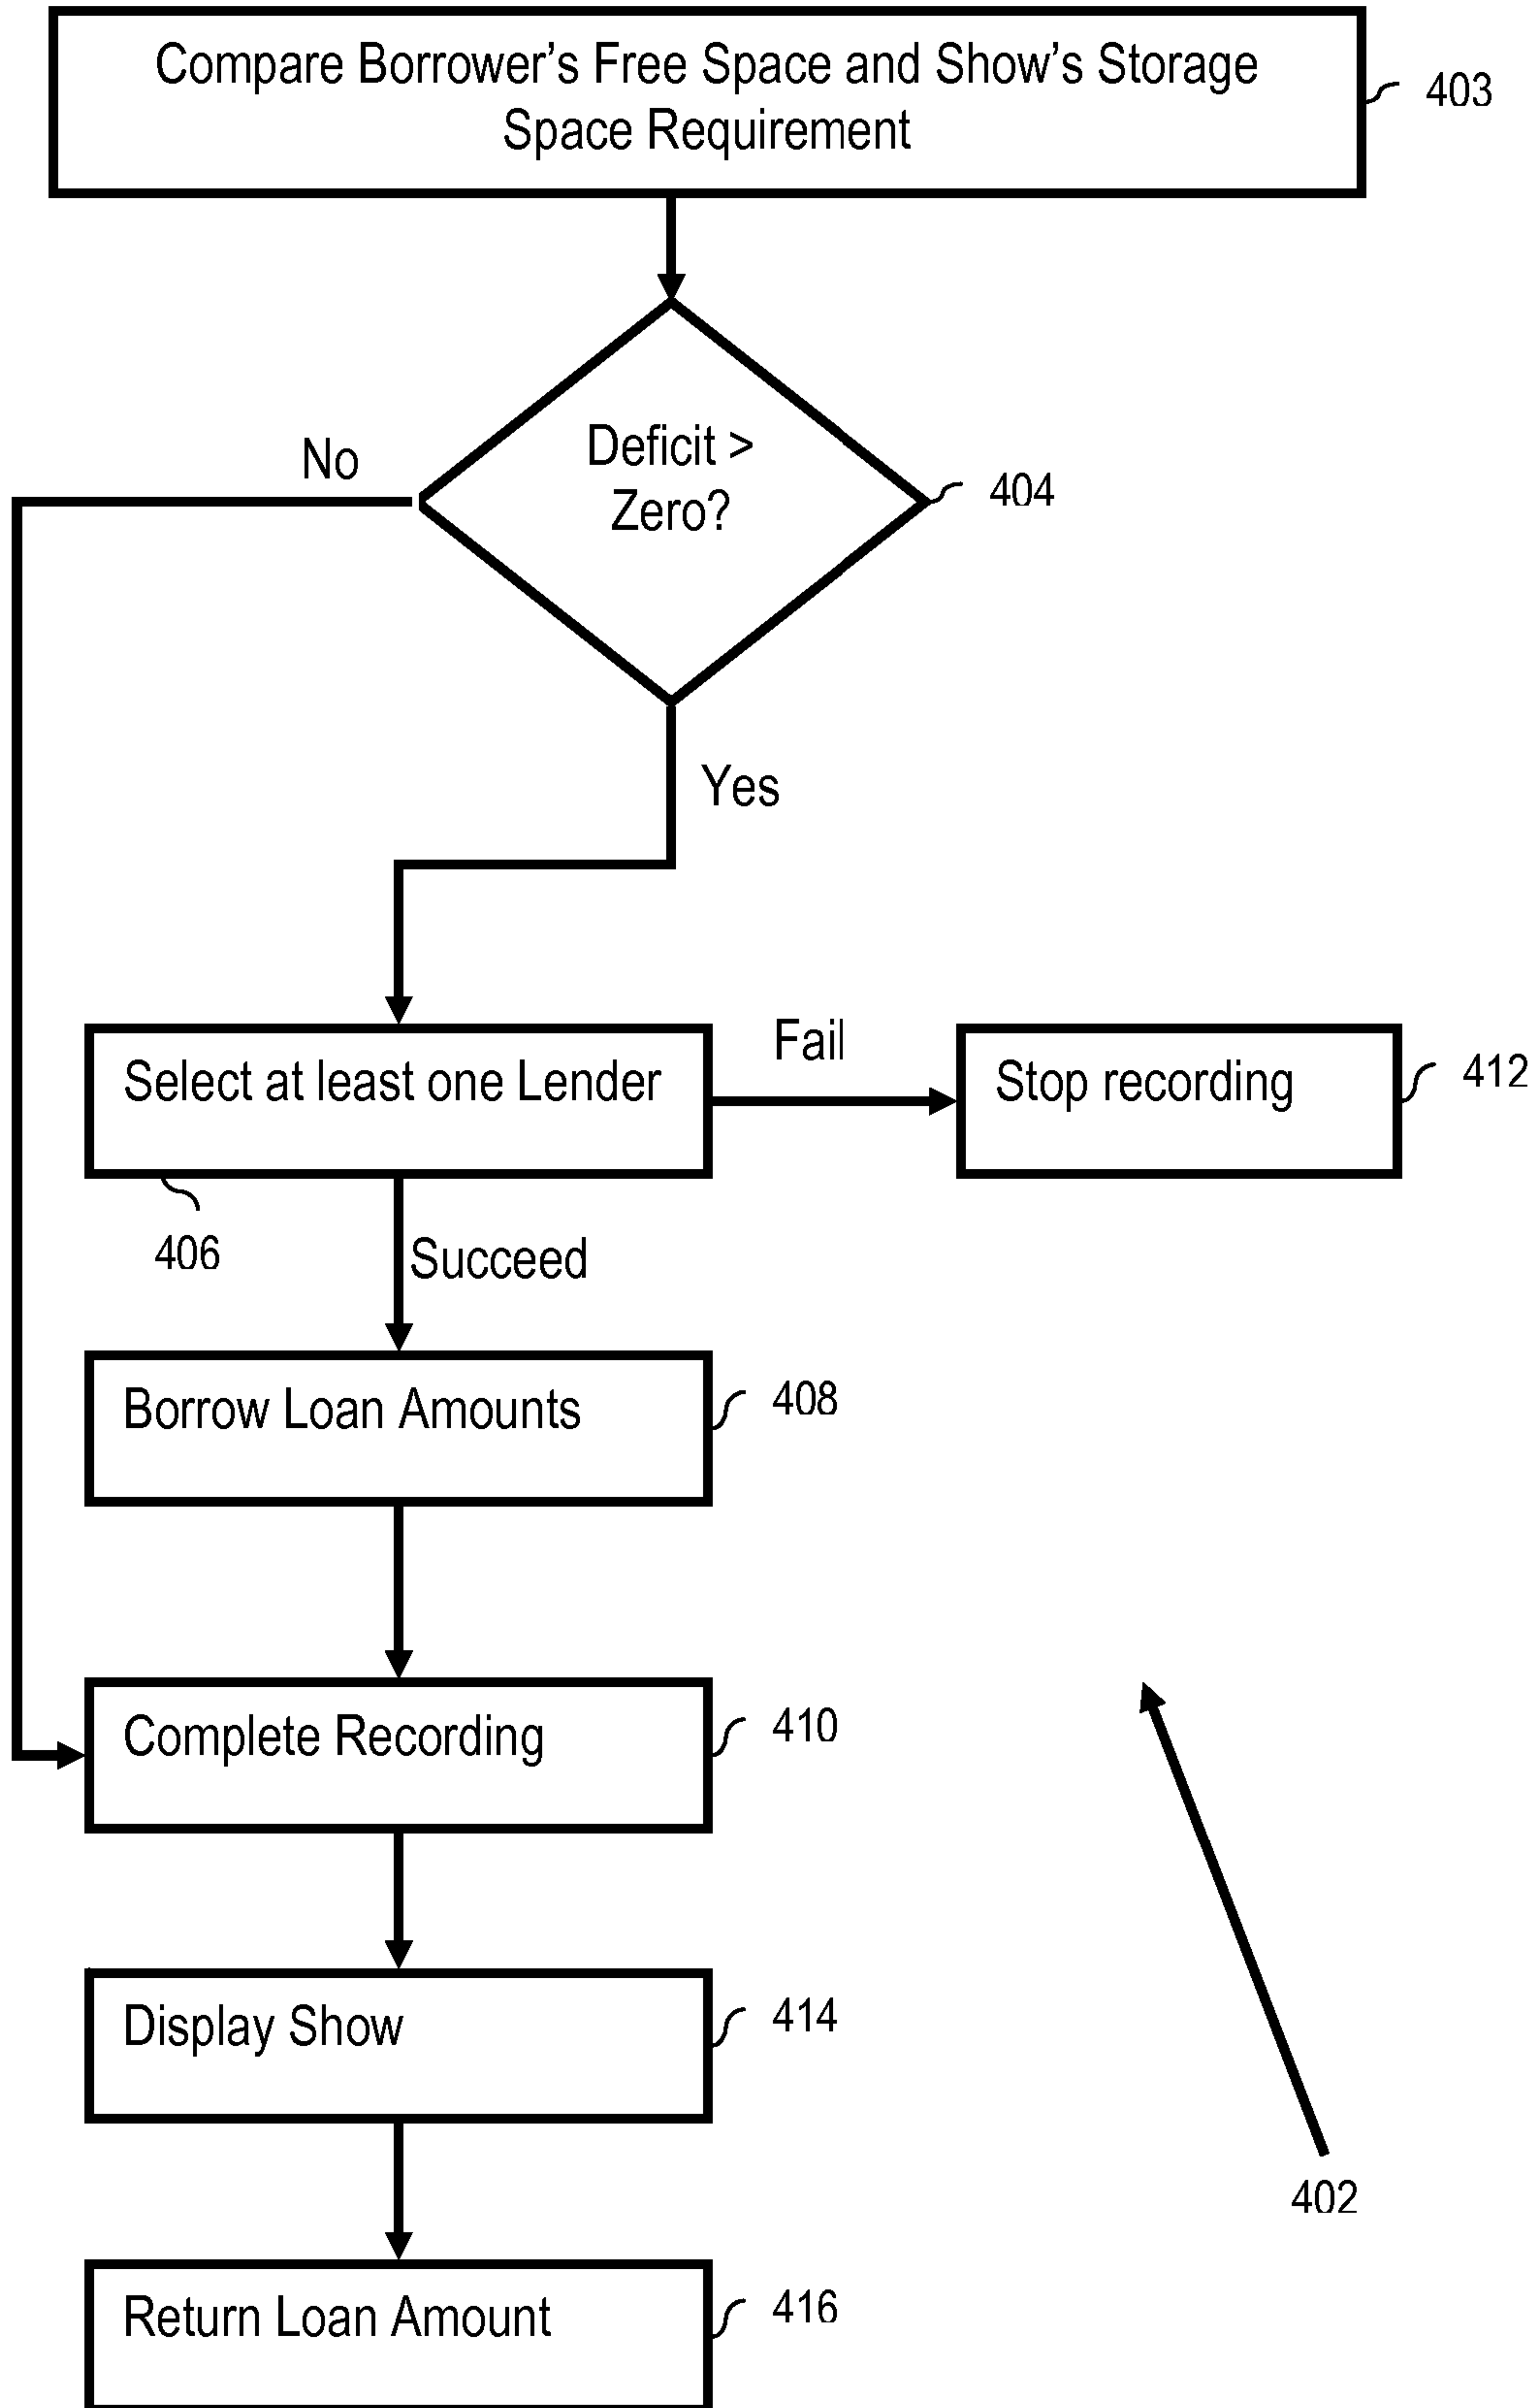 Compare Borrower’s Free Space and Show’s Storage
Space Requirement
403
Deficit >
Zero?
No
404
Yes
Select at least one Lender
Fail
Stop recording
412
406
Succeed
Borrow Loan Amounts
408
Complete Recording
410
Display Show
414
402
Return Loan Amount
416